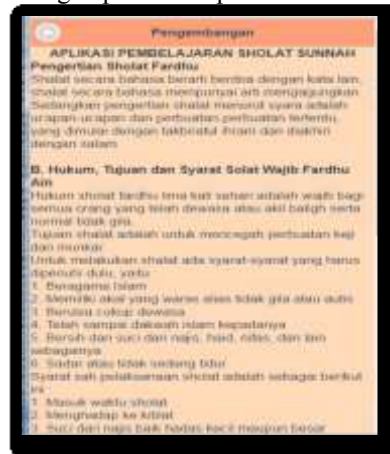 Pengembangan
APLIKASI PEMBELAJARAN SHOLAT SUNNAH
Pengertian Sholat Fardhu
Shalat secara bahasa berarti berdoa dengan kata lain,
shalat secara bahasa mempunyai arti mengagungkan
Sedangkan pengertian shalat menurut syara adalah
ucapan-ucapan dan perbuatan-perbuatan tertentu,
yang dimulai dengan takbiratul ihram dan diakhiri
dengan salam
B. Hukum, Tujuan dan Syarat Solat Wajib Fardhu
Ain
Hukum sholat fardhu lima kali sehari adalah wajib bagi
semua orang yang telah dewasa atau akil baligh serta
normal tidak gila.
Tujuan shalat adalah untuk mencegah perbuatan keji
dan munkar
Untuk melakukan shalat ada syarat-syarat yang harus
dipenuhi dulu, yaitu
1. Beragama Islam
2. Memiliki akal yang waras alias tidak gila atau autis
3. Berusia cukup dewasa
4. Telah sampai dakwah islam kepadanya
5. Bersih dan suci dari najis, haid, nifas, dan lain
sebagainya
6. Sadar atau tidak sedang tidur
Syarat sah pelaksanaan sholat adalah sebagai berikut
ini
1. Masuk waktu sholat
2. Menghadap ke kiblat
3. Suci dari najis baik hadas kecil maupun besar